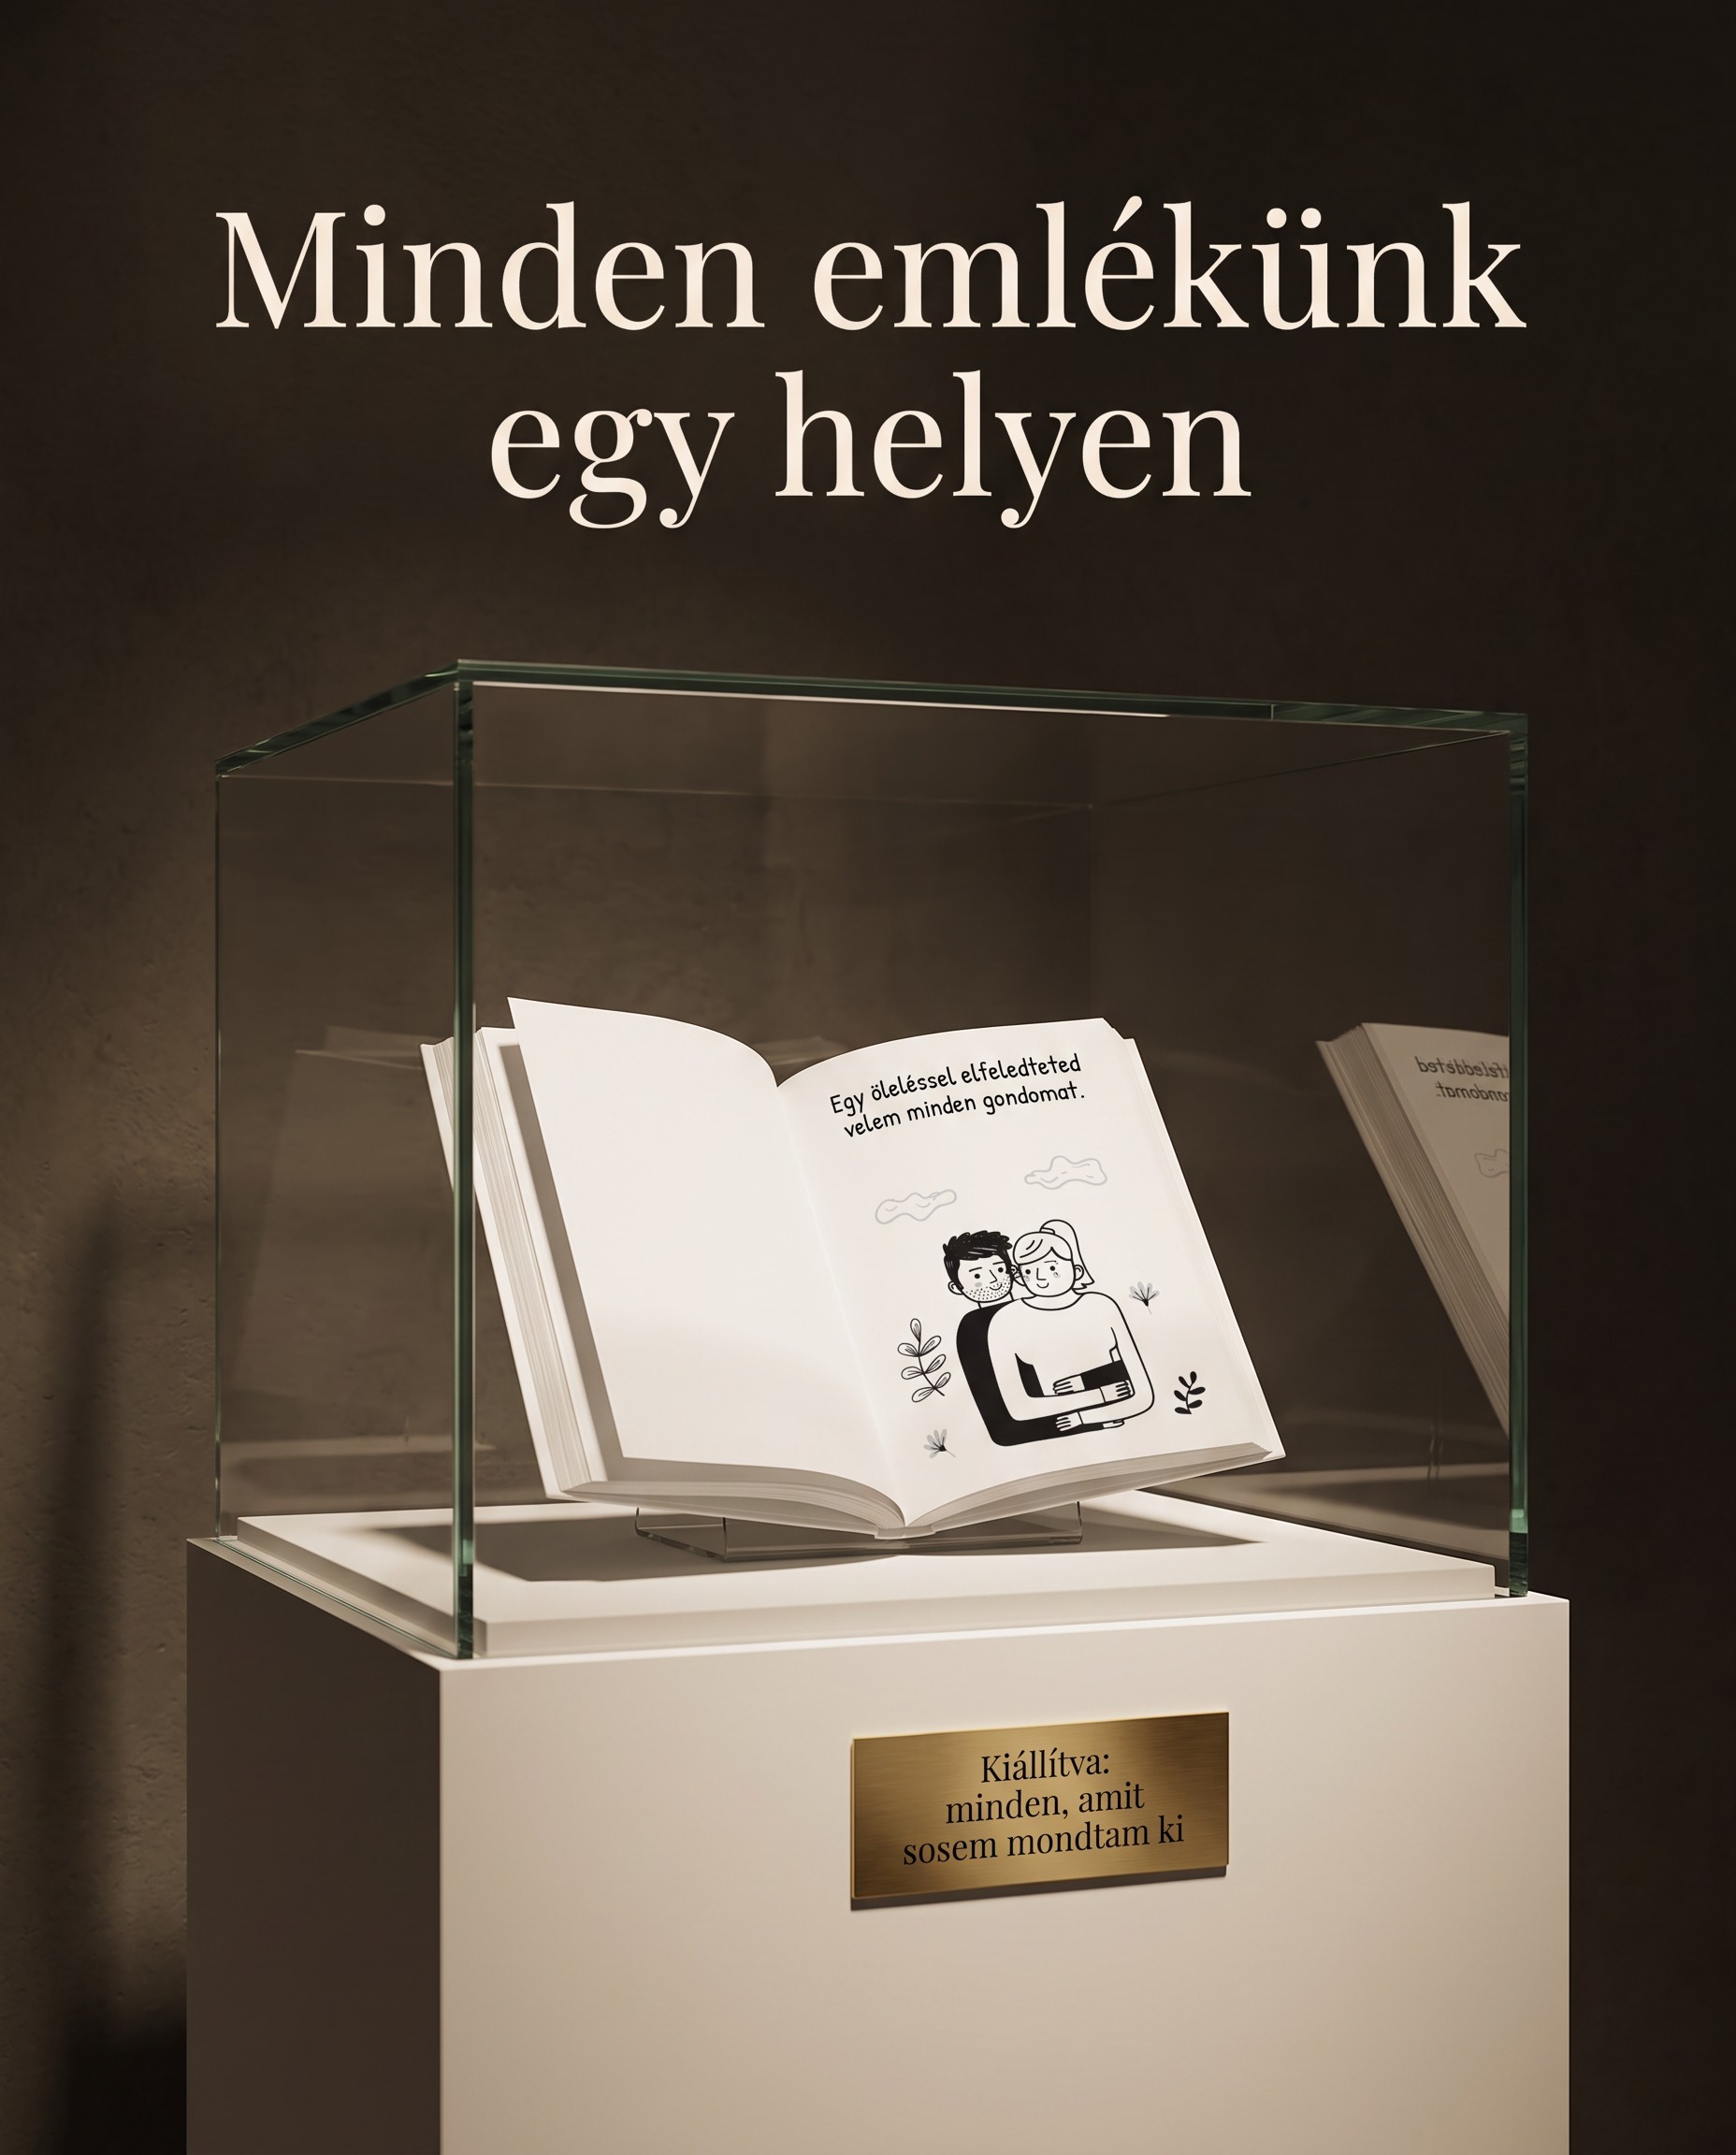 Minden emlékünk
egy helyen
Egy öleléssel elfeledteted
velem minden gondomat.
Kiállítva:
minden, amit
sosem mondtam ki